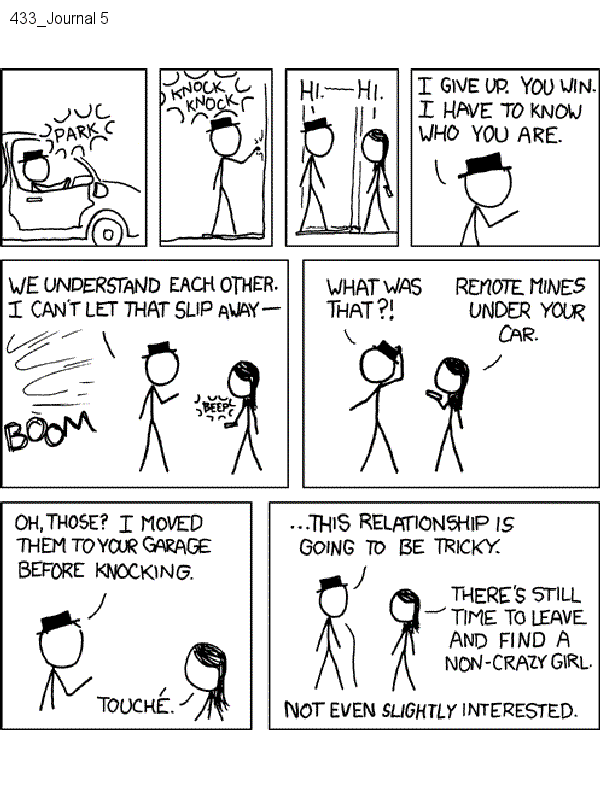 433_Journal 5
PARK
KNOCK
KNOCK
HI.
HI.
I GIVE UP. YOU WIN.
I HAVE TO KNOW
WHO YOU ARE.
WE UNDERSTAND EACH OTHER.
I CAN'T LET THAT SLIP AWAY—
BOOM
BEEP
WHAT WAS
THAT?!
REMOTE MINES
UNDER YOUR
CAR.
OH, THOSE? I MOVED
THEM TO YOUR GARAGE
BEFORE KNOCKING.
TOUCHÉ.
...THIS RELATIONSHIP IS
GOING TO BE TRICKY.
THERE'S STILL
TIME TO LEAVE
AND FIND A
NON-CRAZY GIRL.
NOT EVEN SLIGHTLY INTERESTED.